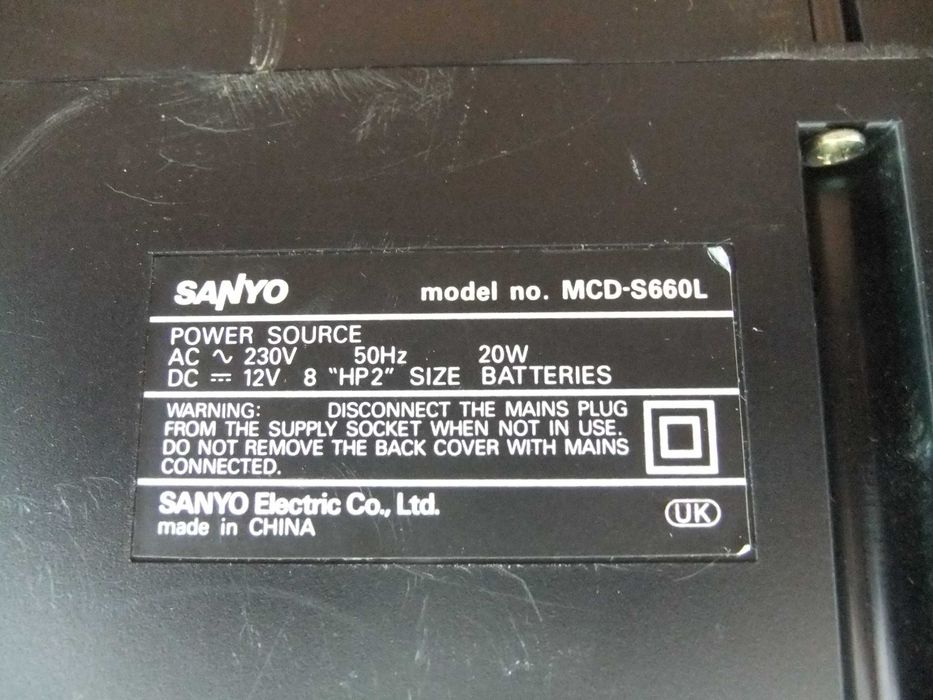 SANYO model no. MCD-S660L
POWER SOURCE
AC ~ 230V 50Hz 20W
DC ⎓ 12V 8 "HP2" SIZE BATTERIES
WARNING: DISCONNECT THE MAINS PLUG
FROM THE SUPPLY SOCKET WHEN NOT IN USE.
DO NOT REMOVE THE BACK COVER WITH MAINS
CONNECTED.
SANYO Electric Co., Ltd.
made in CHINA
UK